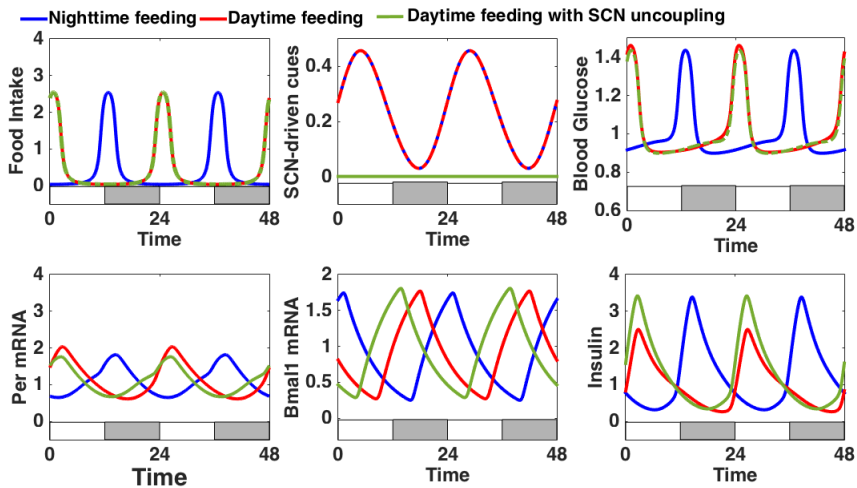 Nighttime feeding Daytime feeding Daytime feeding with SCN uncoupling
Food Intake
4
3
2
1
0
0 24 48
Time
SCN-driven cues
0.4
0.2
0
0 24 48
Time
Blood Glucose
1.4
1.2
1
0.8
0.6
0 24 48
Time
Per mRNA
4
3
2
1
0
0 24 48
Time
Bmal1 mRNA
2
1.5
1
0.5
0
0 24 48
Time
Insulin
4
3
2
1
0
0 24 48
Time